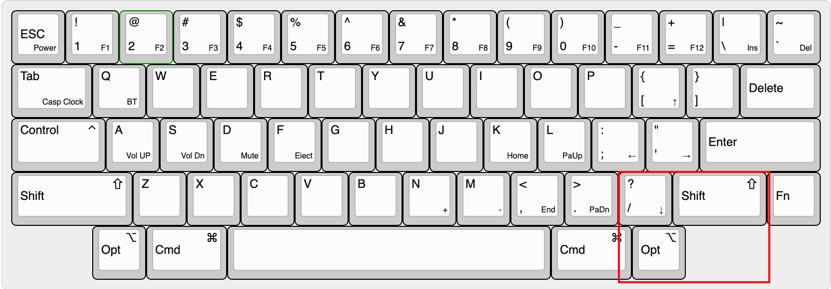 ESC Power
! 1 F1
@ 2 F2
# 3 F3
$ 4 F4
% 5 F5
^ 6 F6
& 7 F7
* 8 F8
( 9 F9
) 0 F10
_ - F11
+ = F12
| \ Ins
~ ` Del
Tab Casp Clock
Q BT
W
E
R
T
Y
U
I
O
P
{ [ ↑
} ]
Delete
Control ^
A Vol UP
S Vol Dn
D Mute
F Eiect
G
H
J
K Home
L PaUp
: ; ←
" ' →
Enter
Shift ⇧
Z
X
C
V
B
N +
M -
< , End
> . PaDn
? / ↓
Shift ⇧
Fn
Opt ⌥
Cmd ⌘
Cmd ⌘
Opt ⌥